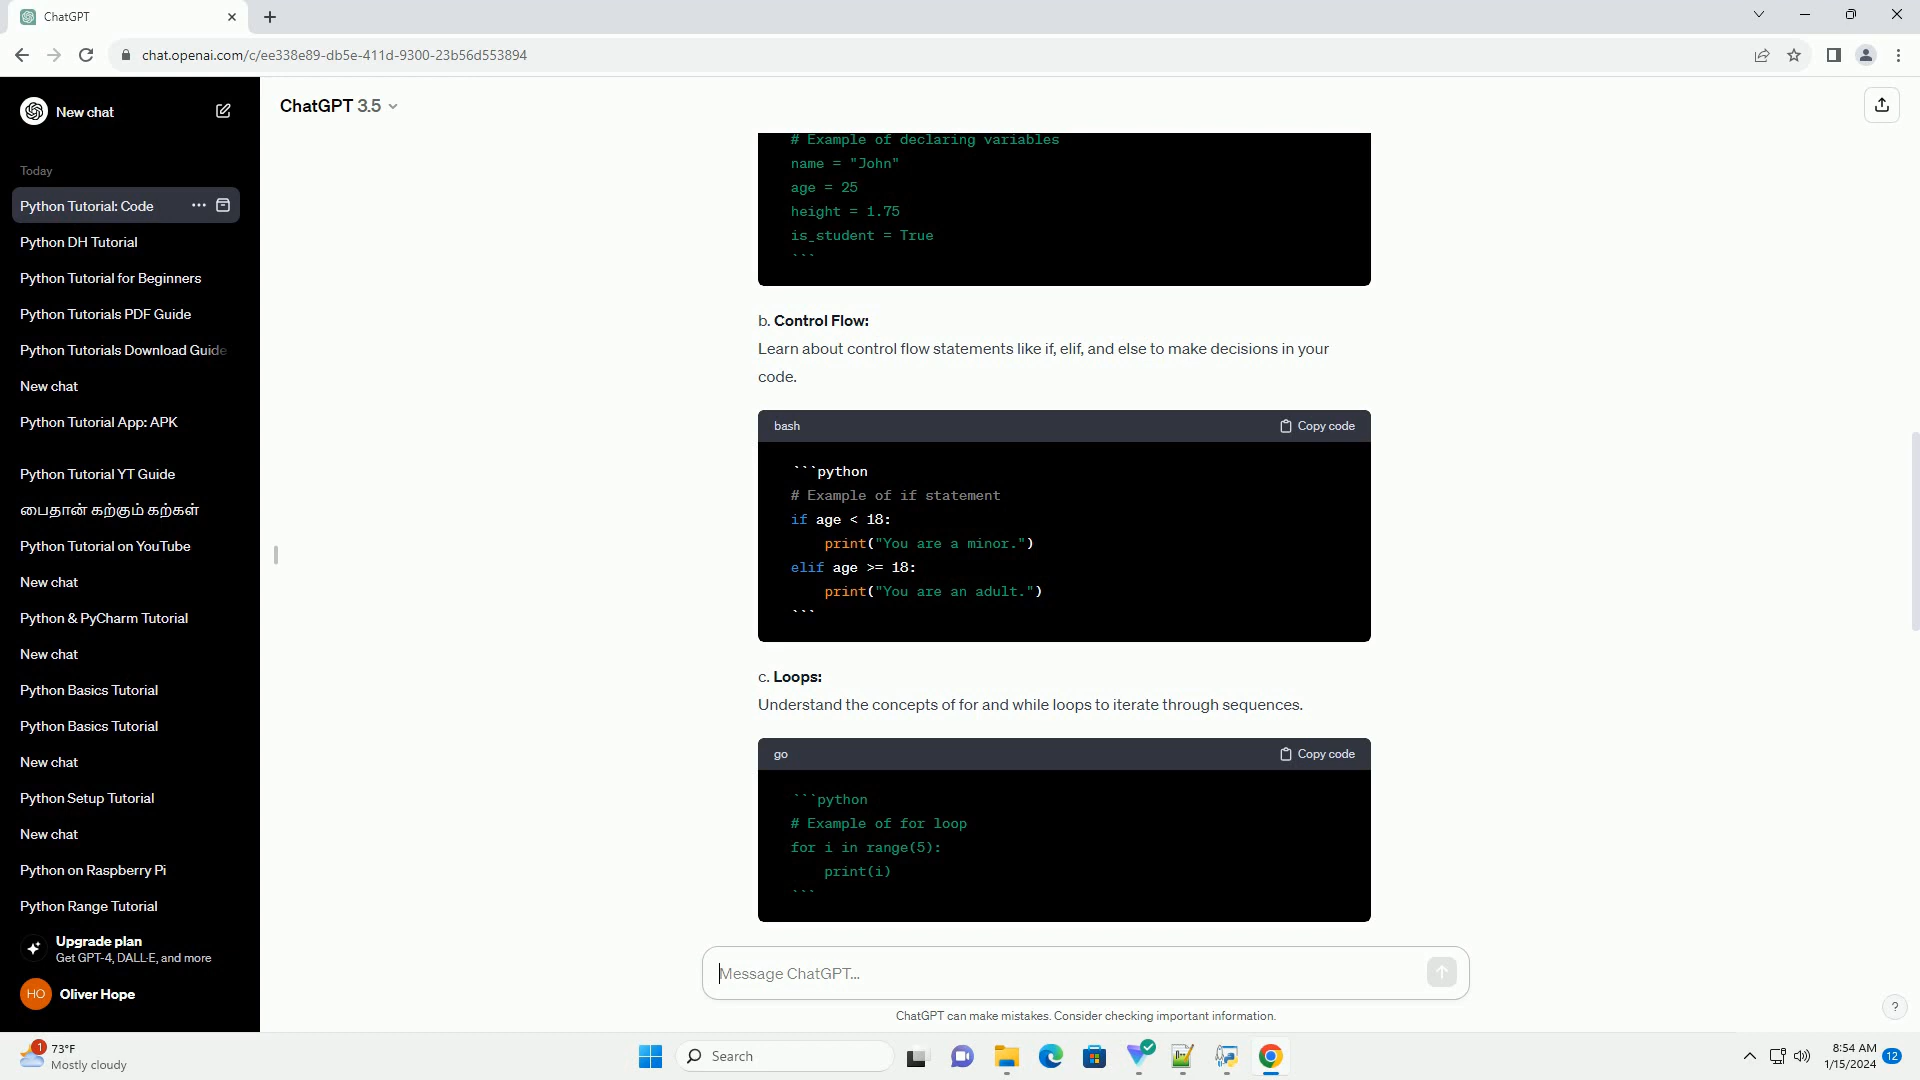 ChatGPT
chat.openai.com/c/ee338e89-db5e-411d-9300-23b56d553894
New chat
Today
Python Tutorial: Code
Python DH Tutorial
Python Tutorial for Beginners
Python Tutorials PDF Guide
Python Tutorials Download Guide
New chat
Python Tutorial App: APK
Python Tutorial YT Guide
பைதான் கற்கும் கற்கள்
Python Tutorial on YouTube
New chat
Python & PyCharm Tutorial
New chat
Python Basics Tutorial
Python Basics Tutorial
New chat
Python Setup Tutorial
New chat
Python on Raspberry Pi
Python Range Tutorial
Upgrade plan
Get GPT-4, DALL·E, and more
HO Oliver Hope
ChatGPT 3.5
# Example of declaring variables
name = "John"
age = 25
height = 1.75
is_student = True
```
b. Control Flow:
Learn about control flow statements like if, elif, and else to make decisions in your
code.
bash Copy code
```python
# Example of if statement
if age < 18:
    print("You are a minor.")
elif age >= 18:
    print("You are an adult.")
```
c. Loops:
Understand the concepts of for and while loops to iterate through sequences.
go Copy code
```python
# Example of for loop
for i in range(5):
    print(i)
```
Message ChatGPT...
ChatGPT can make mistakes. Consider checking important information.
?
1
73°F
Mostly cloudy
Search
8:54 AM
1/15/2024
12